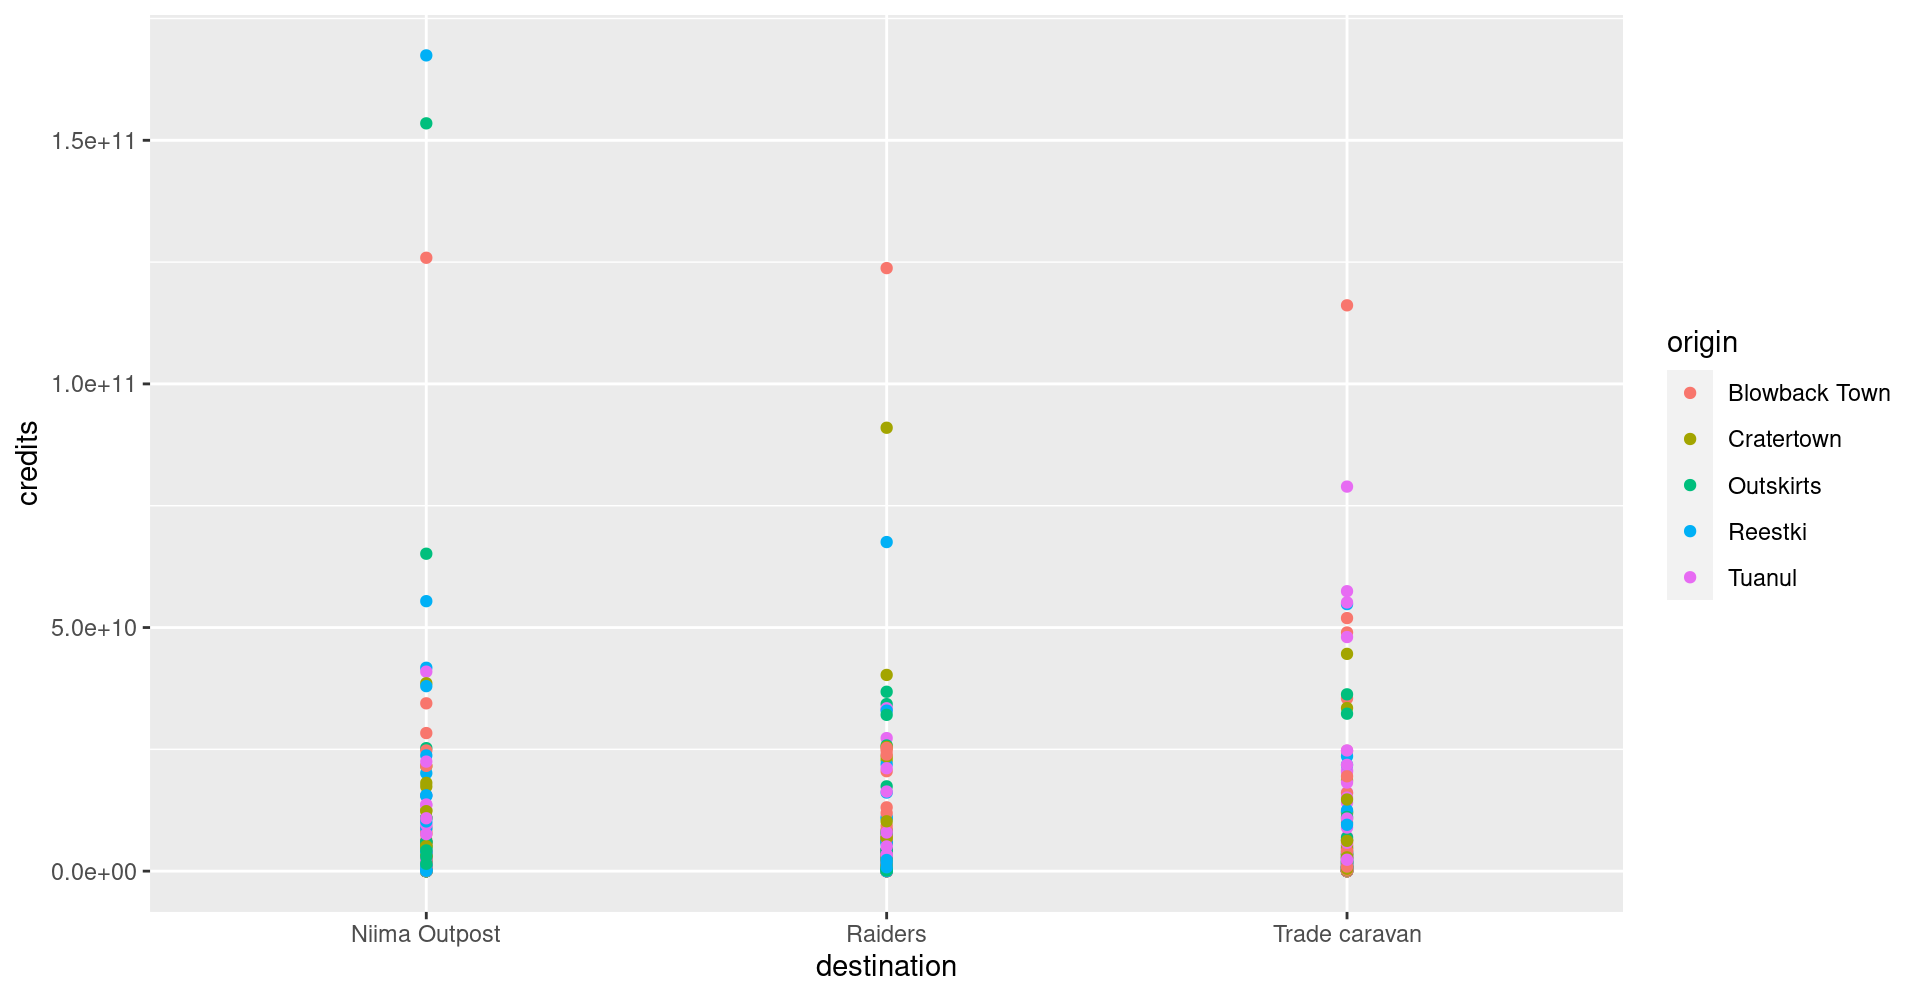 1.5e+11
1.0e+11
5.0e+10
0.0e+00
credits
Niima Outpost
Raiders
Trade caravan
destination
origin
Blowback Town
Cratertown
Outskirts
Reestki
Tuanul